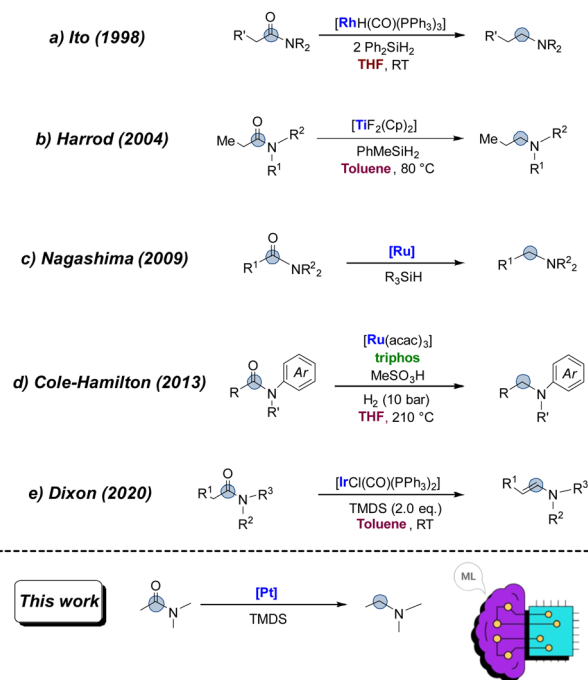 a) Ito (1998)
O
R'
NR2
[RhH(CO)(PPh3)3]
2 Ph2SiH2
THF, RT
R'
NR2
b) Harrod (2004)
O
Me
N
R2
R1
[TiF2(Cp)2]
PhMeSiH2
Toluene, 80 °C
Me
N
R2
R1
c) Nagashima (2009)
O
R1
NR22
[Ru]
R3SiH
R1
NR22
d) Cole-Hamilton (2013)
O
R
N
Ar
R'
[Ru(acac)3]
triphos
MeSO3H
H2 (10 bar)
THF, 210 °C
R
N
Ar
R'
e) Dixon (2020)
O
R1
N
R3
R2
[IrCl(CO)(PPh3)2]
TMDS (2.0 eq.)
Toluene, RT
R1
N
R3
R2
This work
O
N
[Pt]
TMDS
N
ML